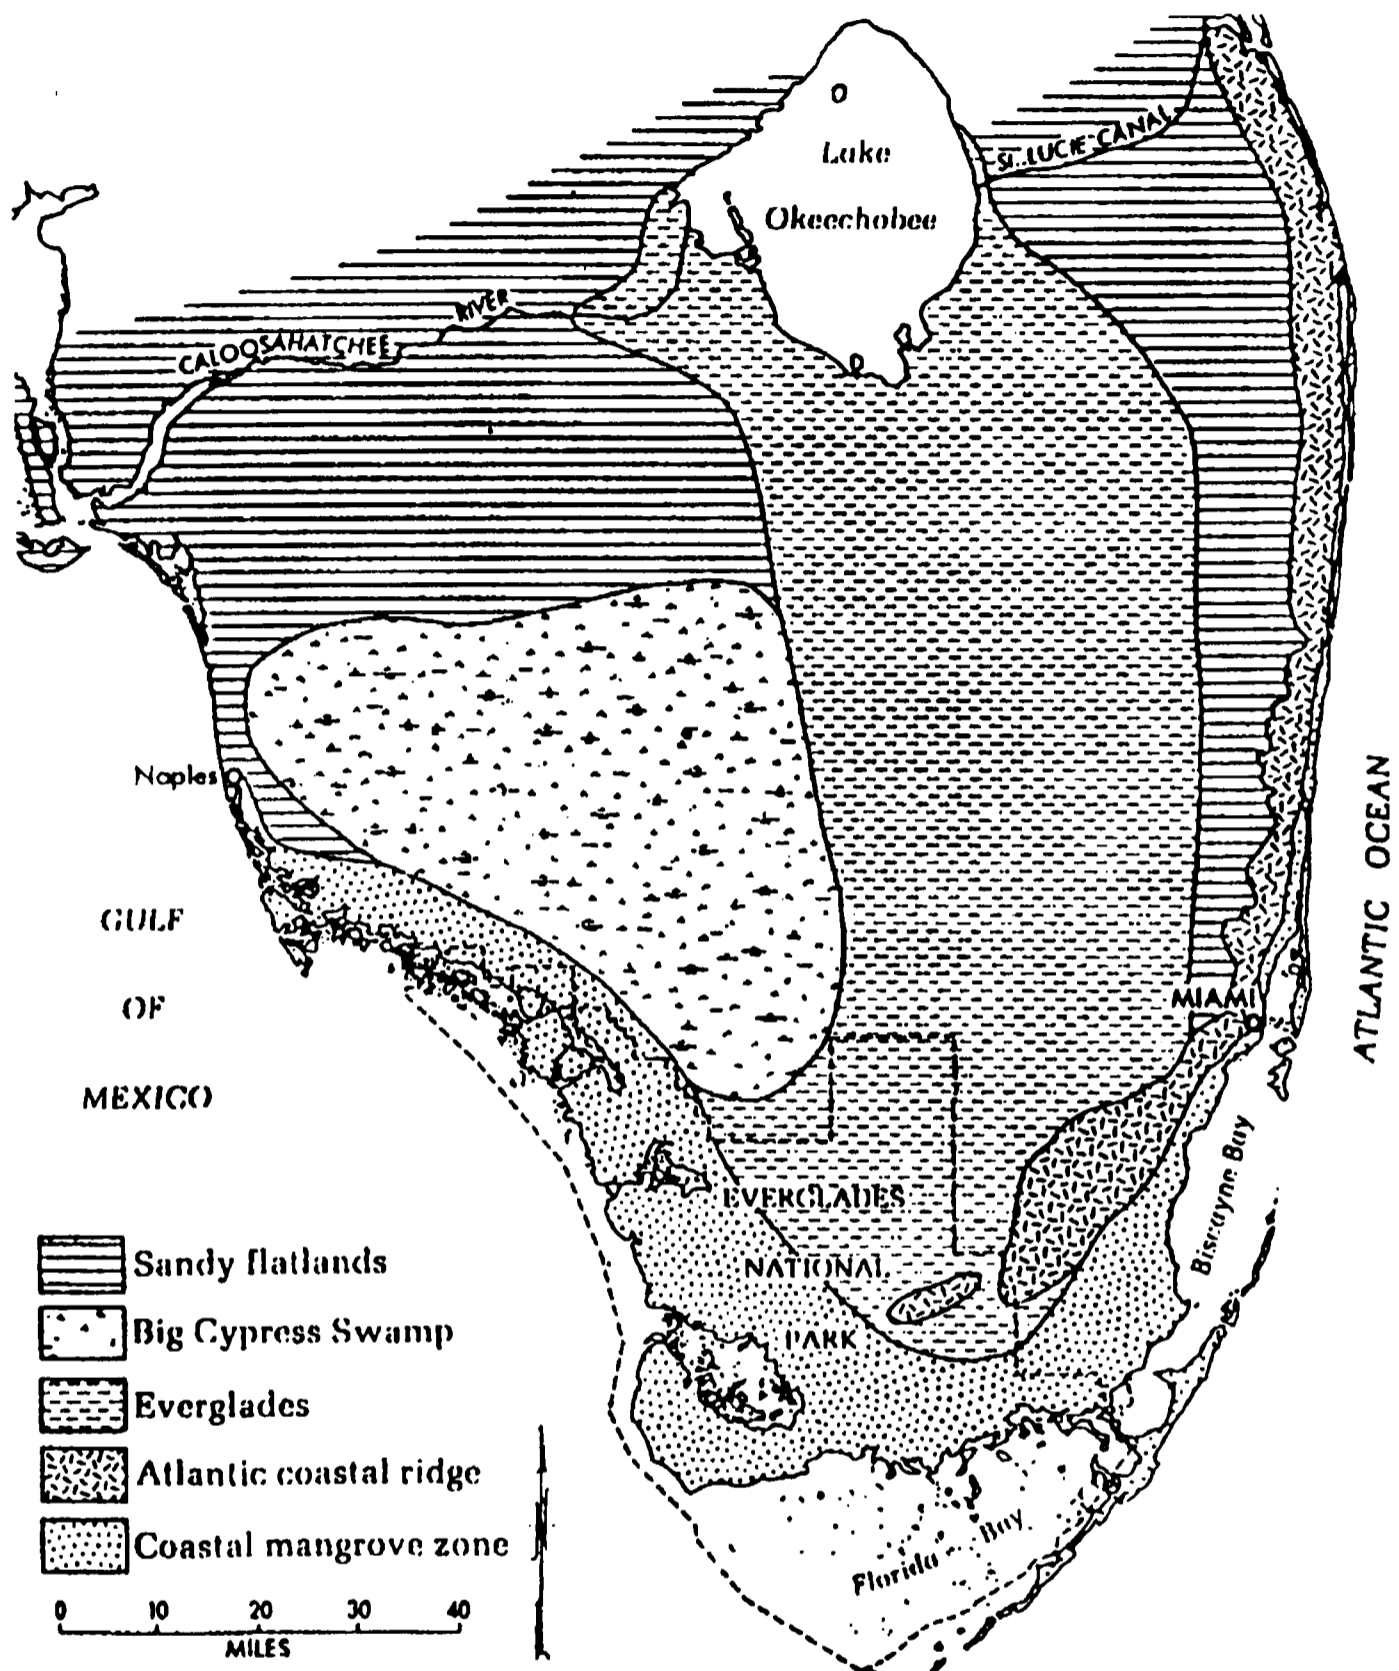 Lake
Okeechobee
ST. LUCIE CANAL
CALOOSAHATCHEE RIVER
Naples
GULF
OF
MEXICO
ATLANTIC OCEAN
MIAMI
Biscayne Bay
EVERGLADES
NATIONAL
PARK
Florida Bay
Sandy flatlands
Big Cypress Swamp
Everglades
Atlantic coastal ridge
Coastal mangrove zone
0 10 20 30 40
MILES